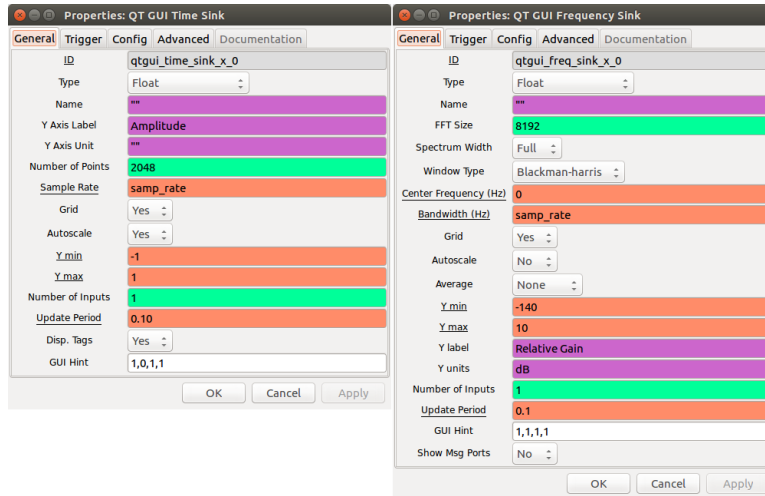 Properties: QT GUI Time Sink
General Trigger Config Advanced Documentation
ID qtgui_time_sink_x_0
Type Float
Name ""
Y Axis Label Amplitude
Y Axis Unit ""
Number of Points 2048
Sample Rate samp_rate
Grid Yes
Autoscale Yes
Y min -1
Y max 1
Number of Inputs 1
Update Period 0.10
Disp. Tags Yes
GUI Hint 1,0,1,1
OK Cancel Apply
Properties: QT GUI Frequency Sink
General Trigger Config Advanced Documentation
ID qtgui_freq_sink_x_0
Type Float
Name ""
FFT Size 8192
Spectrum Width Full
Window Type Blackman-harris
Center Frequency (Hz) 0
Bandwidth (Hz) samp_rate
Grid Yes
Autoscale No
Average None
Y min -140
Y max 10
Y label Relative Gain
Y units dB
Number of Inputs 1
Update Period 0.1
GUI Hint 1,1,1,1
Show Msg Ports No
OK Cancel Apply